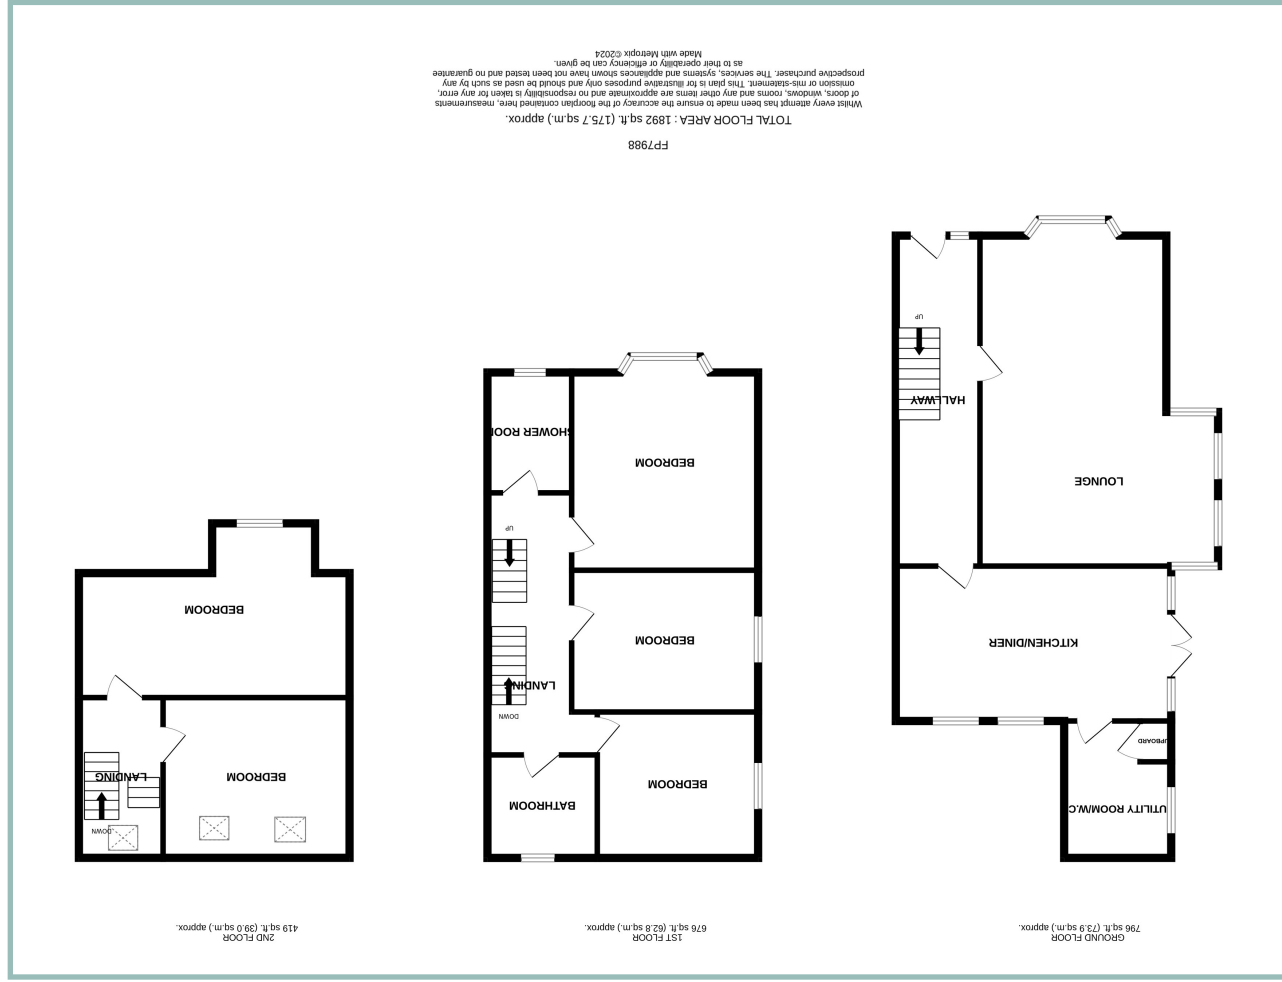 GROUND FLOOR
796 sq.ft. (73.9 sq.m.) approx.
1ST FLOOR
676 sq.ft. (62.8 sq.m.) approx.
2ND FLOOR
419 sq.ft. (39.0 sq.m.) approx.
UTILITY ROOM/W.C
UPBOARD
KITCHEN/DINER
LOUNGE
HALLWAY
UP
BATHROOM
BEDROOM
DOWN
LANDING
BEDROOM
UP
BEDROOM
SHOWER ROOM
DOWN
LANDING
BEDROOM
BEDROOM
FP7988
TOTAL FLOOR AREA : 1892 sq.ft. (175.7 sq.m.) approx.
Whilst every attempt has been made to ensure the accuracy of the floorplan contained here, measurements
of doors, windows, rooms and any other items are approximate and no responsibility is taken for any error,
omission or mis-statement. This plan is for illustrative purposes only and should be used as such by any
prospective purchaser. The services, systems and appliances shown have not been tested and no guarantee
as to their operability or efficiency can be given.
Made with Metropix ©2024